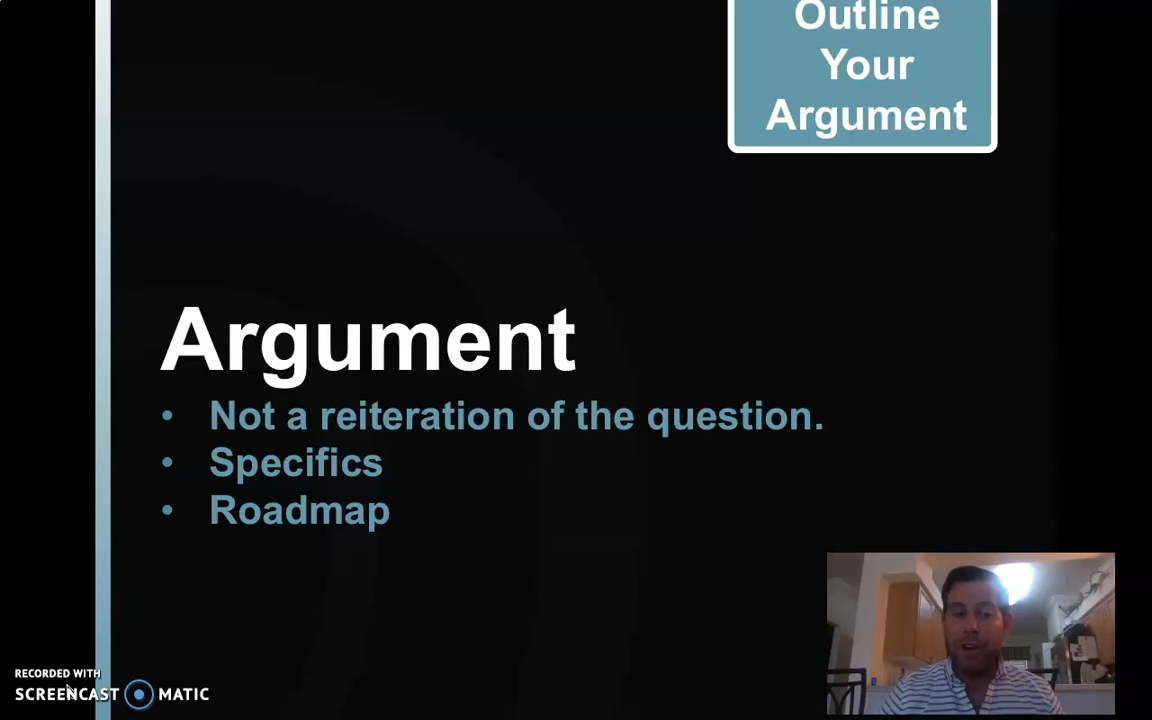 Outline
Your
Argument
Argument
• Not a reiteration of the question.
• Specifics
• Roadmap
RECORDED WITH
SCREENCAST MATIC